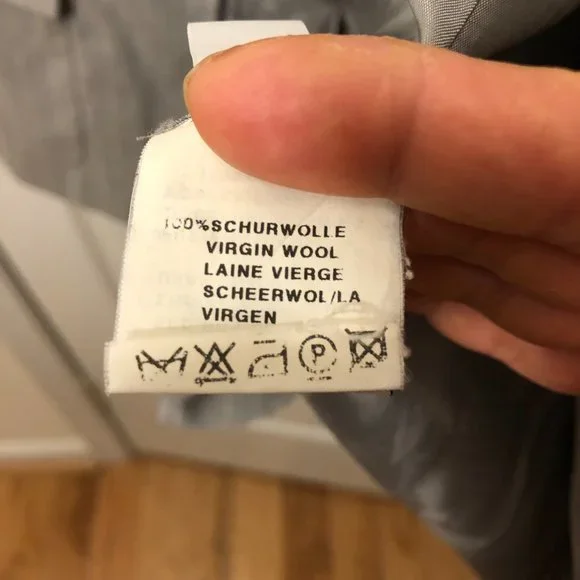 100%SCHURWOLLE
VIRGIN WOOL
LAINE VIERGE
SCHEERWOL/LA
VIRGEN
P